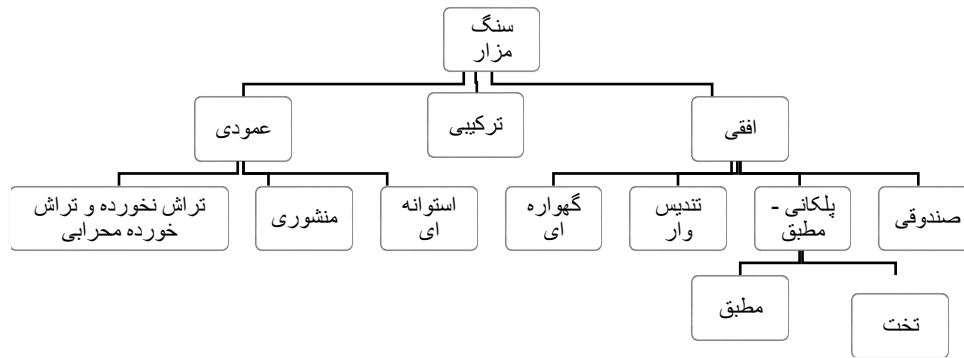 سنگ
مزار
افقی
ترکیبی
عمودی
صندوقی
پلکانی -
مطبق
تندیس
وار
گهواره
ای
استوانه
ای
منشوری
تراش نخورده و تراش
خورده محرابی
تخت
مطبق